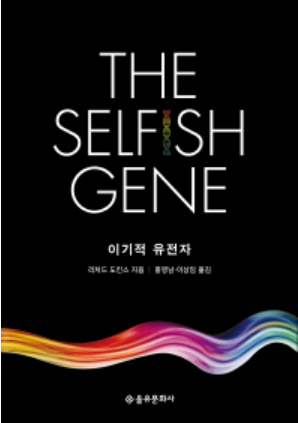 THE
SELFISH
GENE
이기적 유전자
리처드 도킨스 지음 | 홍영남·이상임 옮김
을유문화사